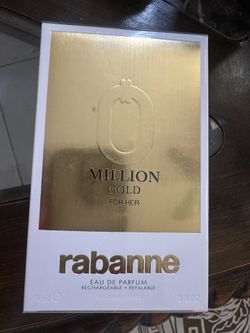 MILLION
GOLD
FOR HER
rabanne
EAU DE PARFUM
RECHARGEABLE • REFILLABLE